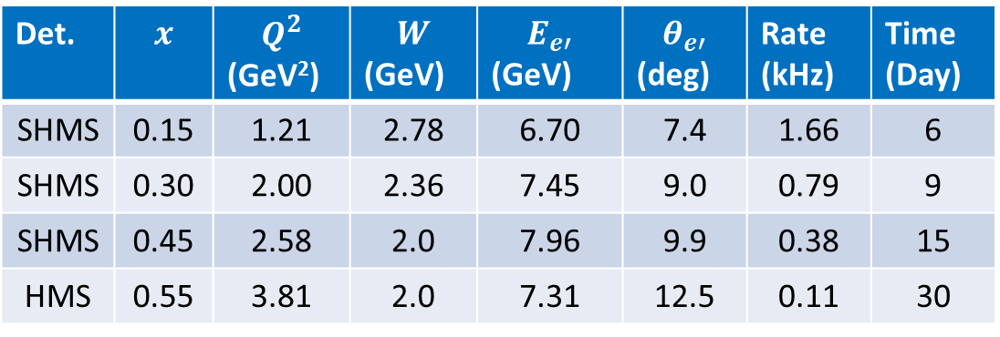 Det. x Q² W E_e′ θ_e′ Rate Time
(GeV²) (GeV) (GeV) (deg) (kHz) (Day)
SHMS 0.15 1.21 2.78 6.70 7.4 1.66 6
SHMS 0.30 2.00 2.36 7.45 9.0 0.79 9
SHMS 0.45 2.58 2.0 7.96 9.9 0.38 15
HMS 0.55 3.81 2.0 7.31 12.5 0.11 30